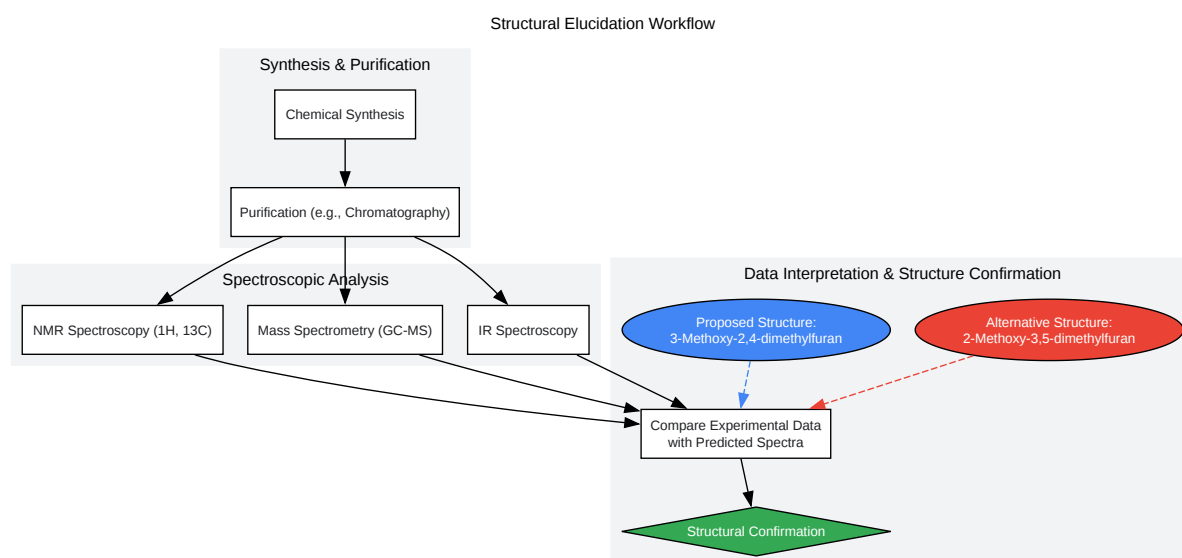 Structural Elucidation Workflow
Synthesis & Purification
Chemical Synthesis
Purification (e.g., Chromatography)
Spectroscopic Analysis
NMR Spectroscopy (1H, 13C)
Mass Spectrometry (GC-MS)
IR Spectroscopy
Data Interpretation & Structure Confirmation
Proposed Structure:
3-Methoxy-2,4-dimethylfuran
Alternative Structure:
2-Methoxy-3,5-dimethylfuran
Compare Experimental Data
with Predicted Spectra
Structural Confirmation